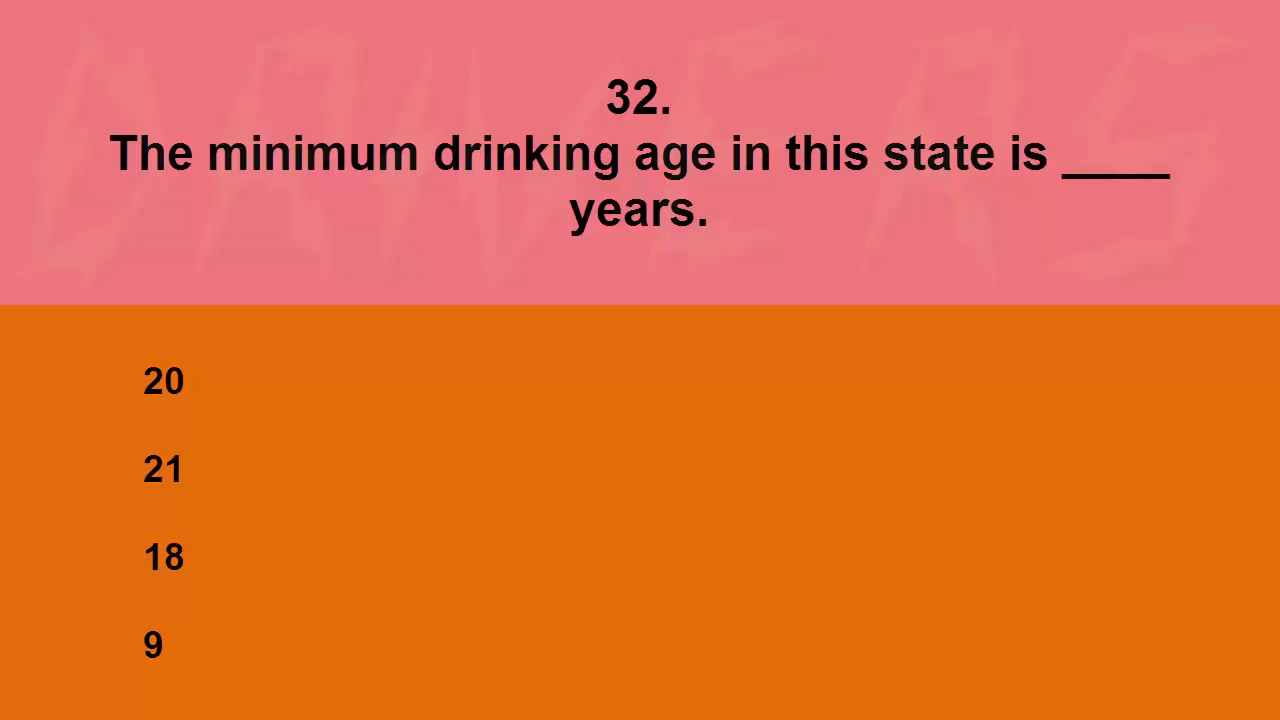 32.
The minimum drinking age in this state is ____
years.
20
21
18
9